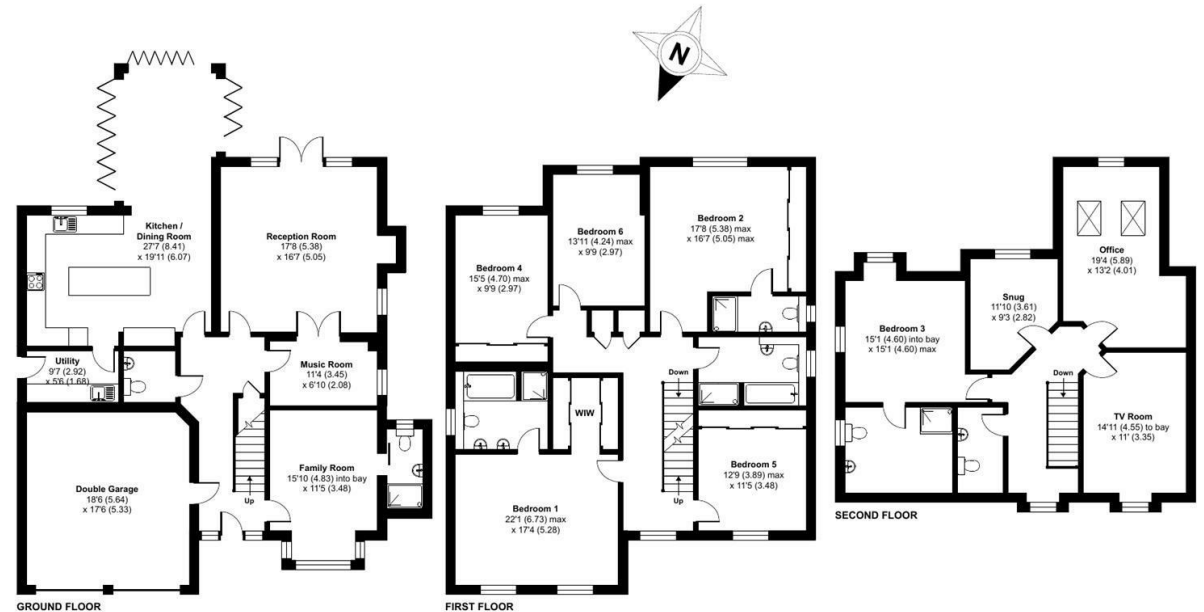 N
Kitchen /
Dining Room
27'7 (8.41)
x 19'11 (6.07)
Reception Room
17'8 (5.38)
x 16'7 (5.05)
Utility
9'7 (2.92)
x 5'6 (1.68)
Music Room
11'4 (3.45)
x 6'10 (2.08)
Family Room
15'10 (4.83) into bay
x 11'5 (3.48)
Double Garage
18'6 (5.64)
x 17'6 (5.33)
Up
GROUND FLOOR
Bedroom 6
13'11 (4.24) max
x 9'9 (2.97)
Bedroom 2
17'8 (5.38) max
x 16'7 (5.05) max
Bedroom 4
15'5 (4.70) max
x 9'9 (2.97)
Down
WIW
Bedroom 5
12'9 (3.89) max
x 11'5 (3.48)
Up
Bedroom 1
22'1 (6.73) max
x 17'4 (5.28)
FIRST FLOOR
Office
19'4 (5.89)
x 13'2 (4.01)
Snug
11'10 (3.61)
x 9'3 (2.82)
Bedroom 3
15'1 (4.60) into bay
x 15'1 (4.60) max
Down
TV Room
14'11 (4.55) to bay
x 11' (3.35)
SECOND FLOOR